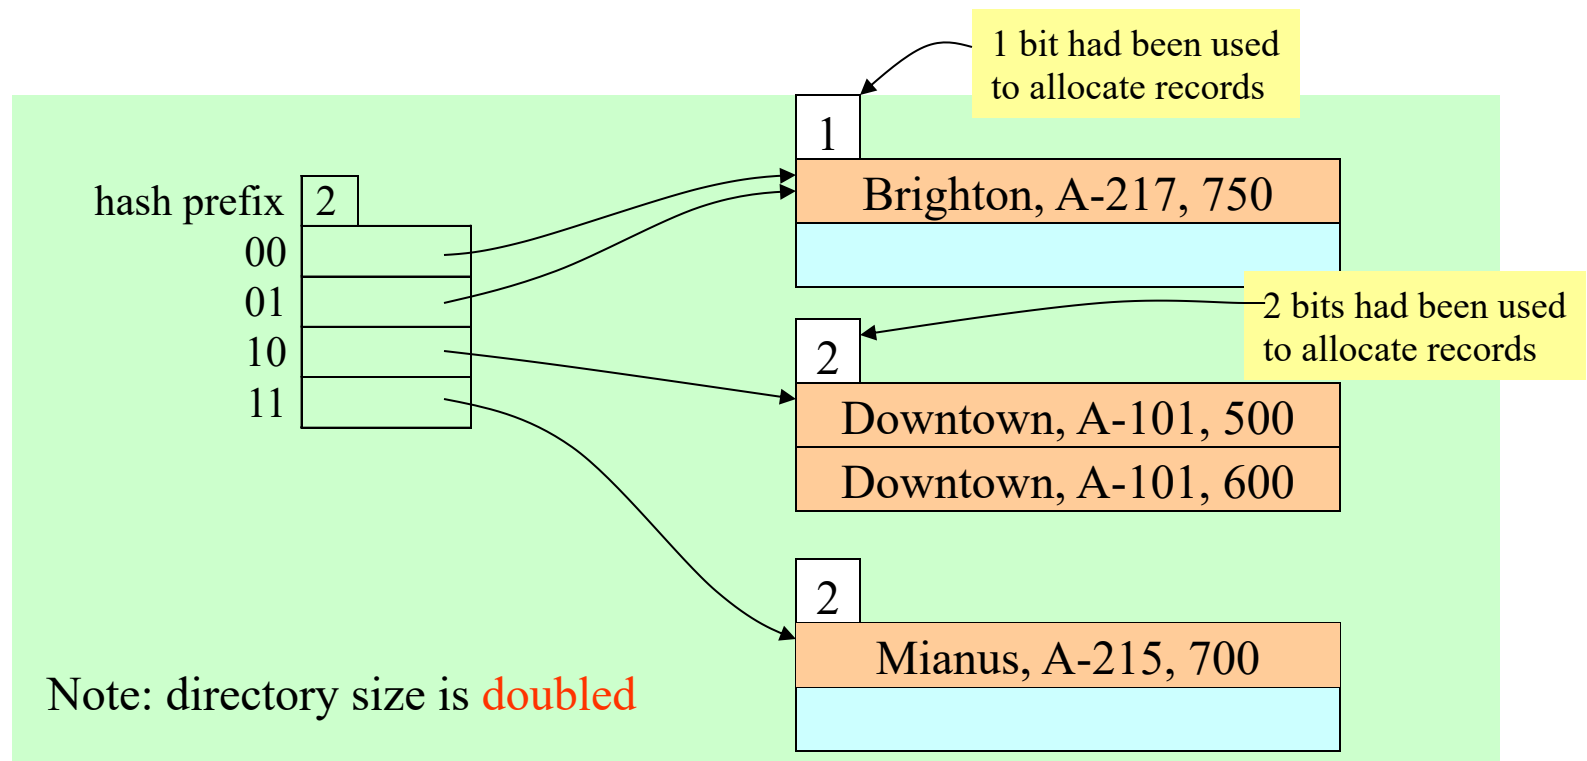 1 bit had been used
to allocate records
1
hash prefix 2
00
01
10
11
Brighton, A-217, 750
2 bits had been used
to allocate records
2
Downtown, A-101, 500
Downtown, A-101, 600
2
Mianus, A-215, 700
Note: directory size is doubled